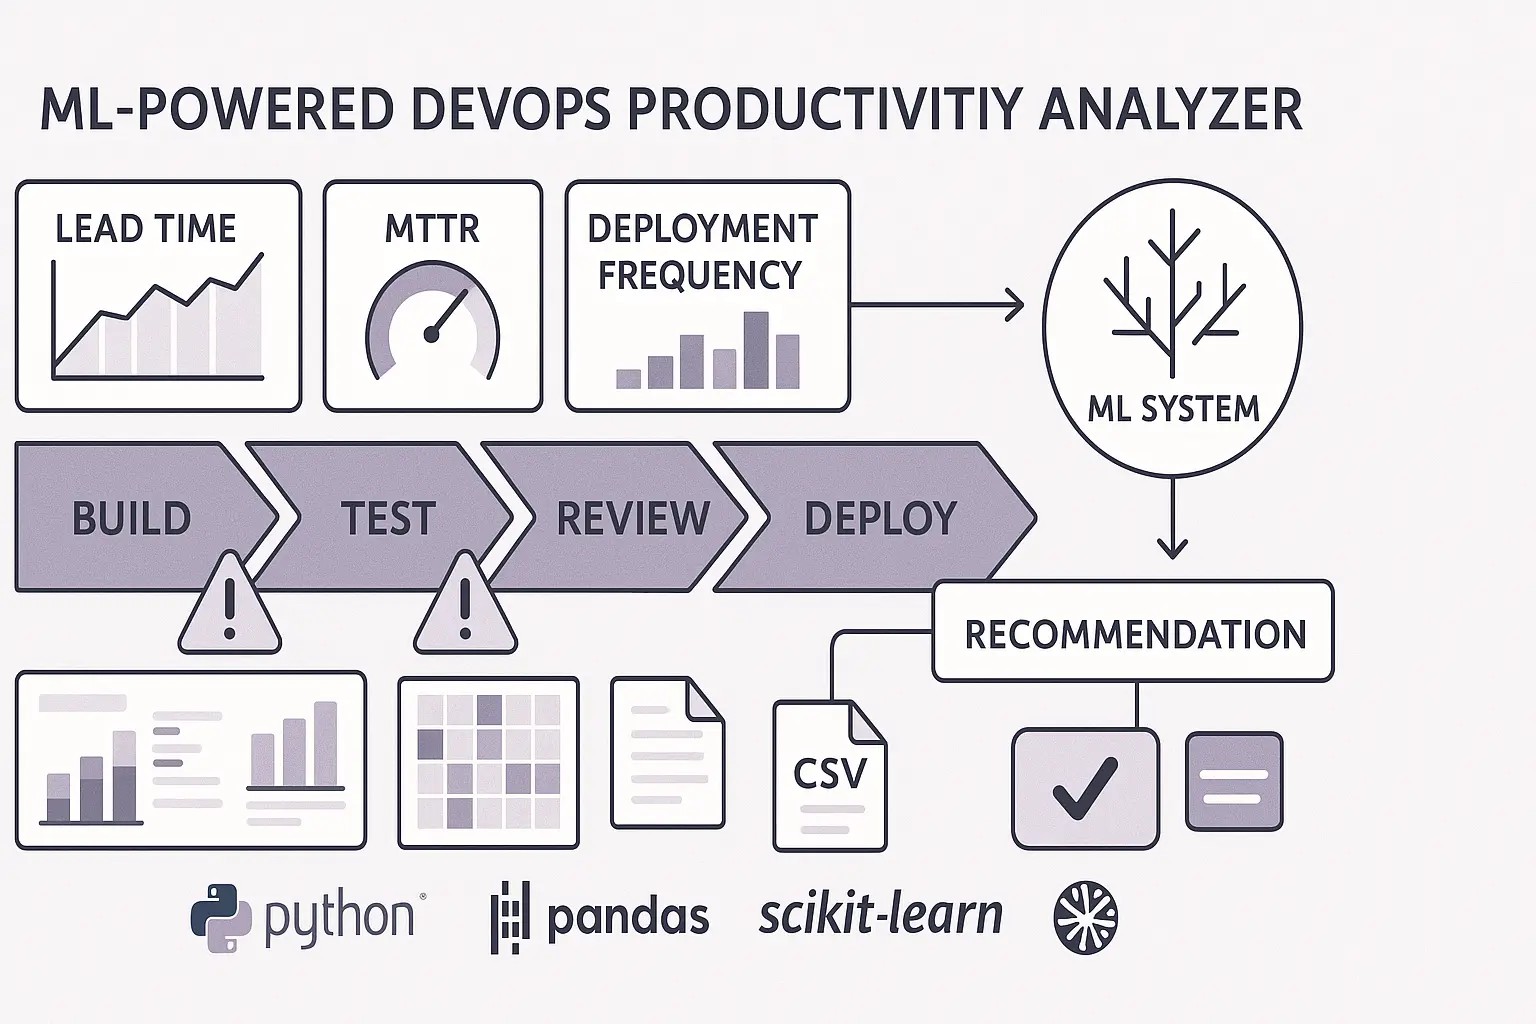 ML-POWERED DEVOPS PRODUCTIVITIY ANALYZER
LEAD TIME
MTTR
DEPLOYMENT
FREQUENCY
ML SYSTEM
BUILD
TEST
REVIEW
DEPLOY
RECOMMENDATION
CSV
python®
pandas
scikit-learn